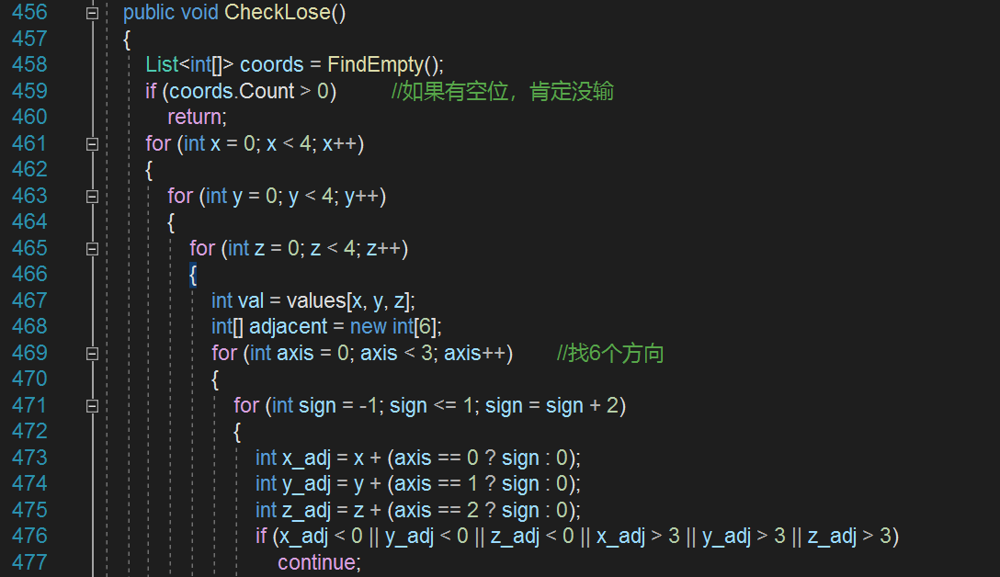 456 public void CheckLose()
457 {
458 List<int[]> coords = FindEmpty();
459 if (coords.Count > 0) //如果有空位，肯定没输
460 return;
461 for (int x = 0; x < 4; x++)
462 {
463 for (int y = 0; y < 4; y++)
464 {
465 for (int z = 0; z < 4; z++)
466 {
467 int val = values[x, y, z];
468 int[] adjacent = new int[6];
469 for (int axis = 0; axis < 3; axis++) //找6个方向
470 {
471 for (int sign = -1; sign <= 1; sign = sign + 2)
472 {
473 int x_adj = x + (axis == 0 ? sign : 0);
474 int y_adj = y + (axis == 1 ? sign : 0);
475 int z_adj = z + (axis == 2 ? sign : 0);
476 if (x_adj < 0 || y_adj < 0 || z_adj < 0 || x_adj > 3 || y_adj > 3 || z_adj > 3)
477 continue;